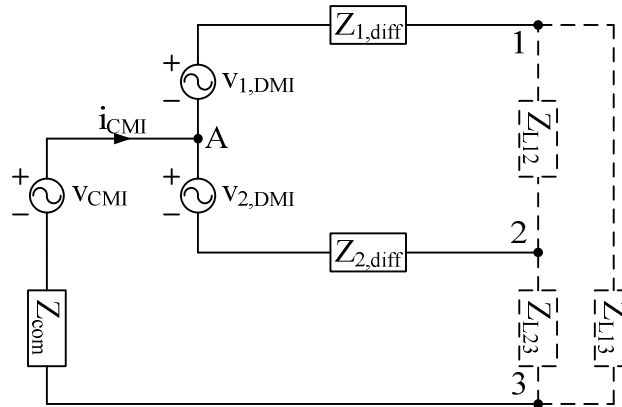 Z1,diff
1
+
−
v1,DMI
iCMI
A
ZL12
+
−
vCMI
+
−
v2,DMI
2
Z2,diff
Zcom
ZL23
ZL13
3